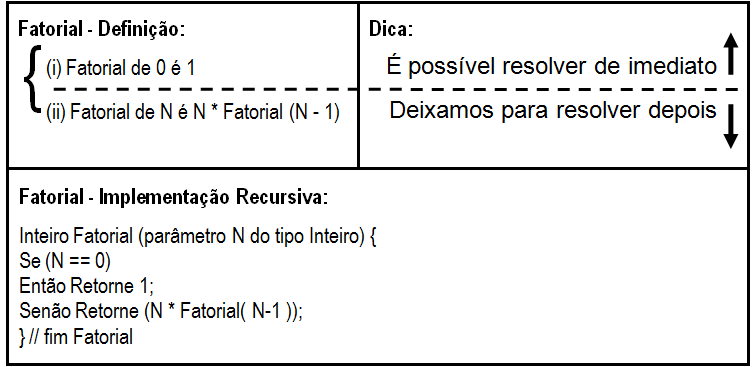 Fatorial - Definição:
(i) Fatorial de 0 é 1
(ii) Fatorial de N é N * Fatorial (N - 1)
Dica:
É possível resolver de imediato
Deixamos para resolver depois
Fatorial - Implementação Recursiva:
Inteiro Fatorial (parâmetro N do tipo Inteiro) {
Se (N == 0)
Então Retorne 1;
Senão Retorne (N * Fatorial( N-1 ));
} // fim Fatorial